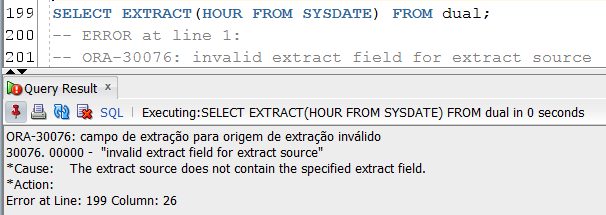 199 SELECT EXTRACT(HOUR FROM SYSDATE) FROM dual;
200 -- ERROR at line 1:
201 -- ORA-30076: invalid extract field for extract source
Query Result x
SQL | Executing:SELECT EXTRACT(HOUR FROM SYSDATE) FROM dual in 0 seconds
ORA-30076: campo de extração para origem de extração inválido
30076. 00000 - "invalid extract field for extract source"
*Cause: The extract source does not contain the specified extract field.
*Action:
Error at Line: 199 Column: 26